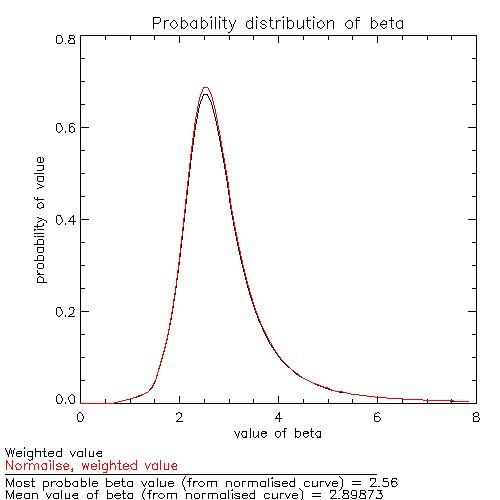 Probability distribution of beta
0.8
0.6
0.4
0.2
0.0
probability of value
0 2 4 6 8
value of beta
Weighted value
Normailse, weighted value
Most probable beta value (from normalised curve) = 2.56
Mean value of beta (from normalised curve) = 2.89873